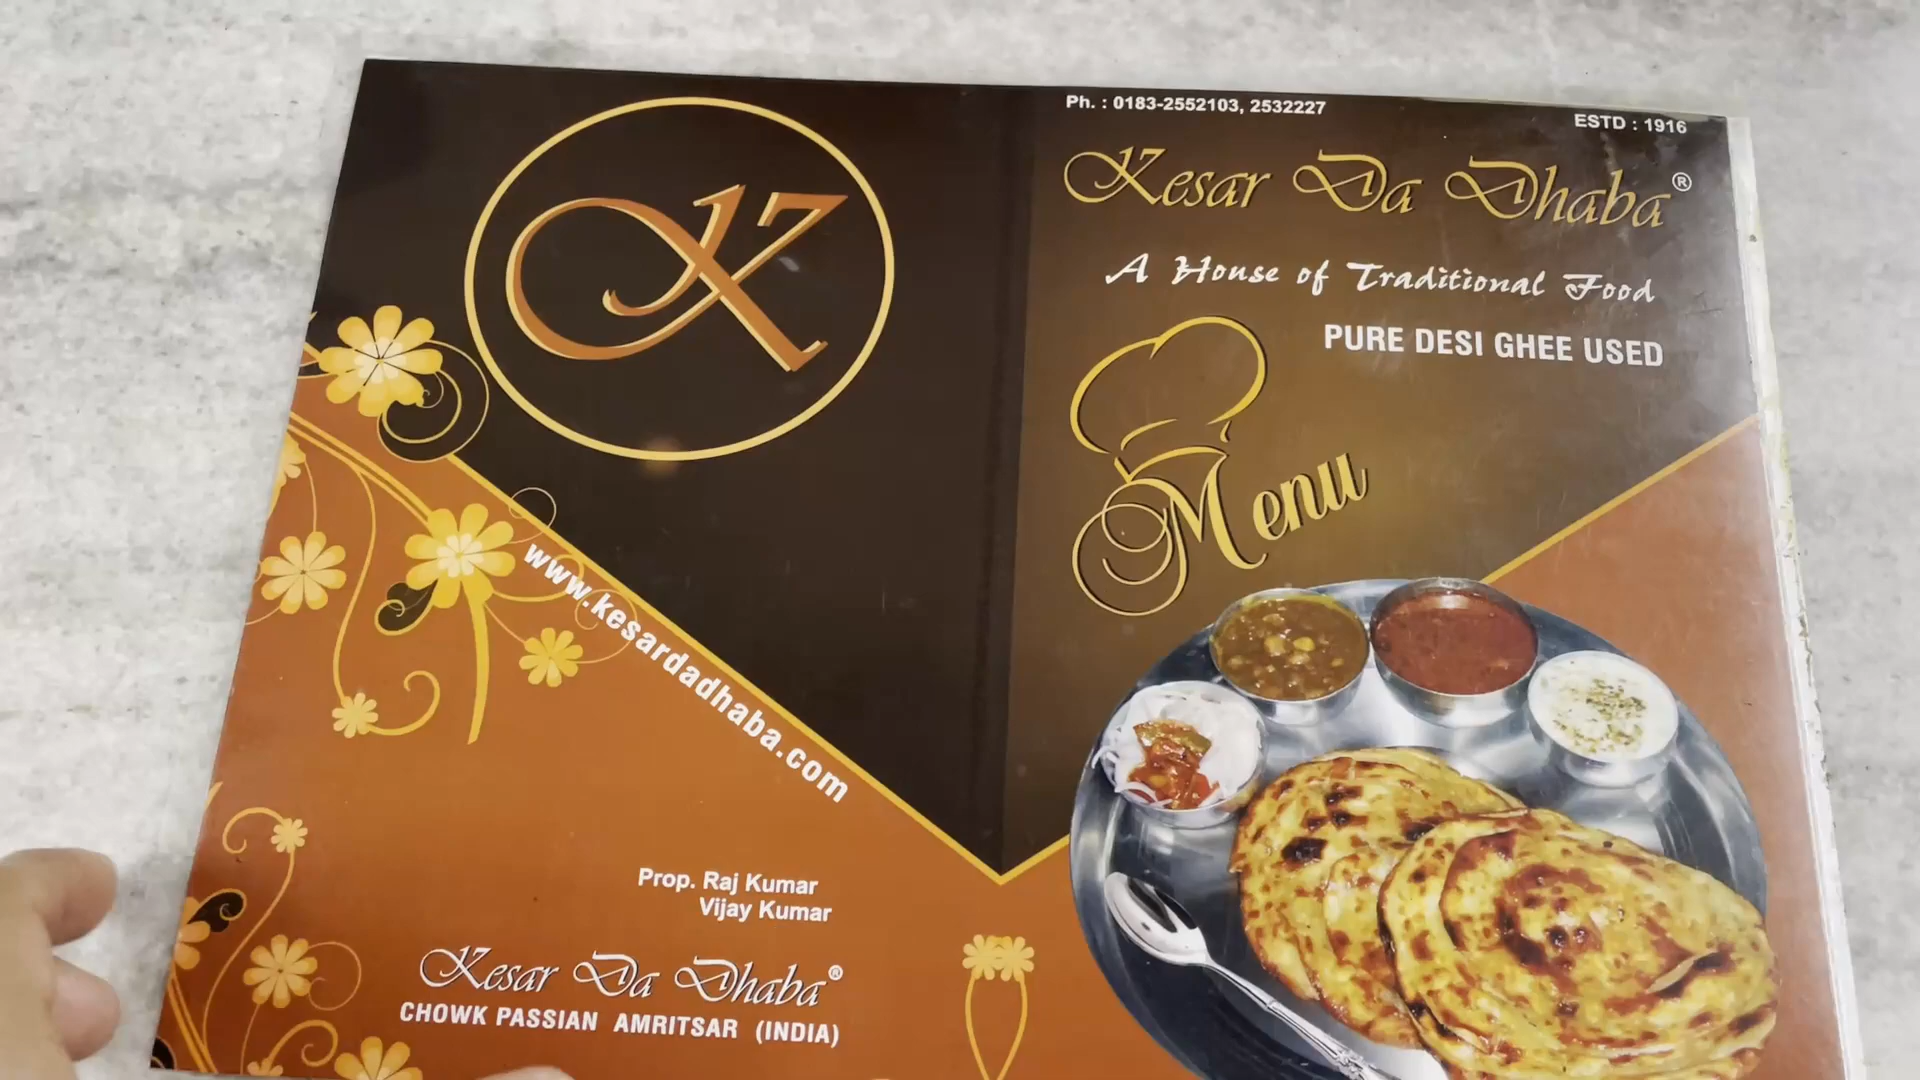 K
www.kesardadhaba.com
Prop. Raj Kumar
Vijay Kumar
Kesar Da Dhaba®
CHOWK PASSIAN AMRITSAR (INDIA)
Ph. : 0183-2552103, 2532227
ESTD : 1916
Kesar Da Dhaba®
A House of Traditional Food
PURE DESI GHEE USED
Menu